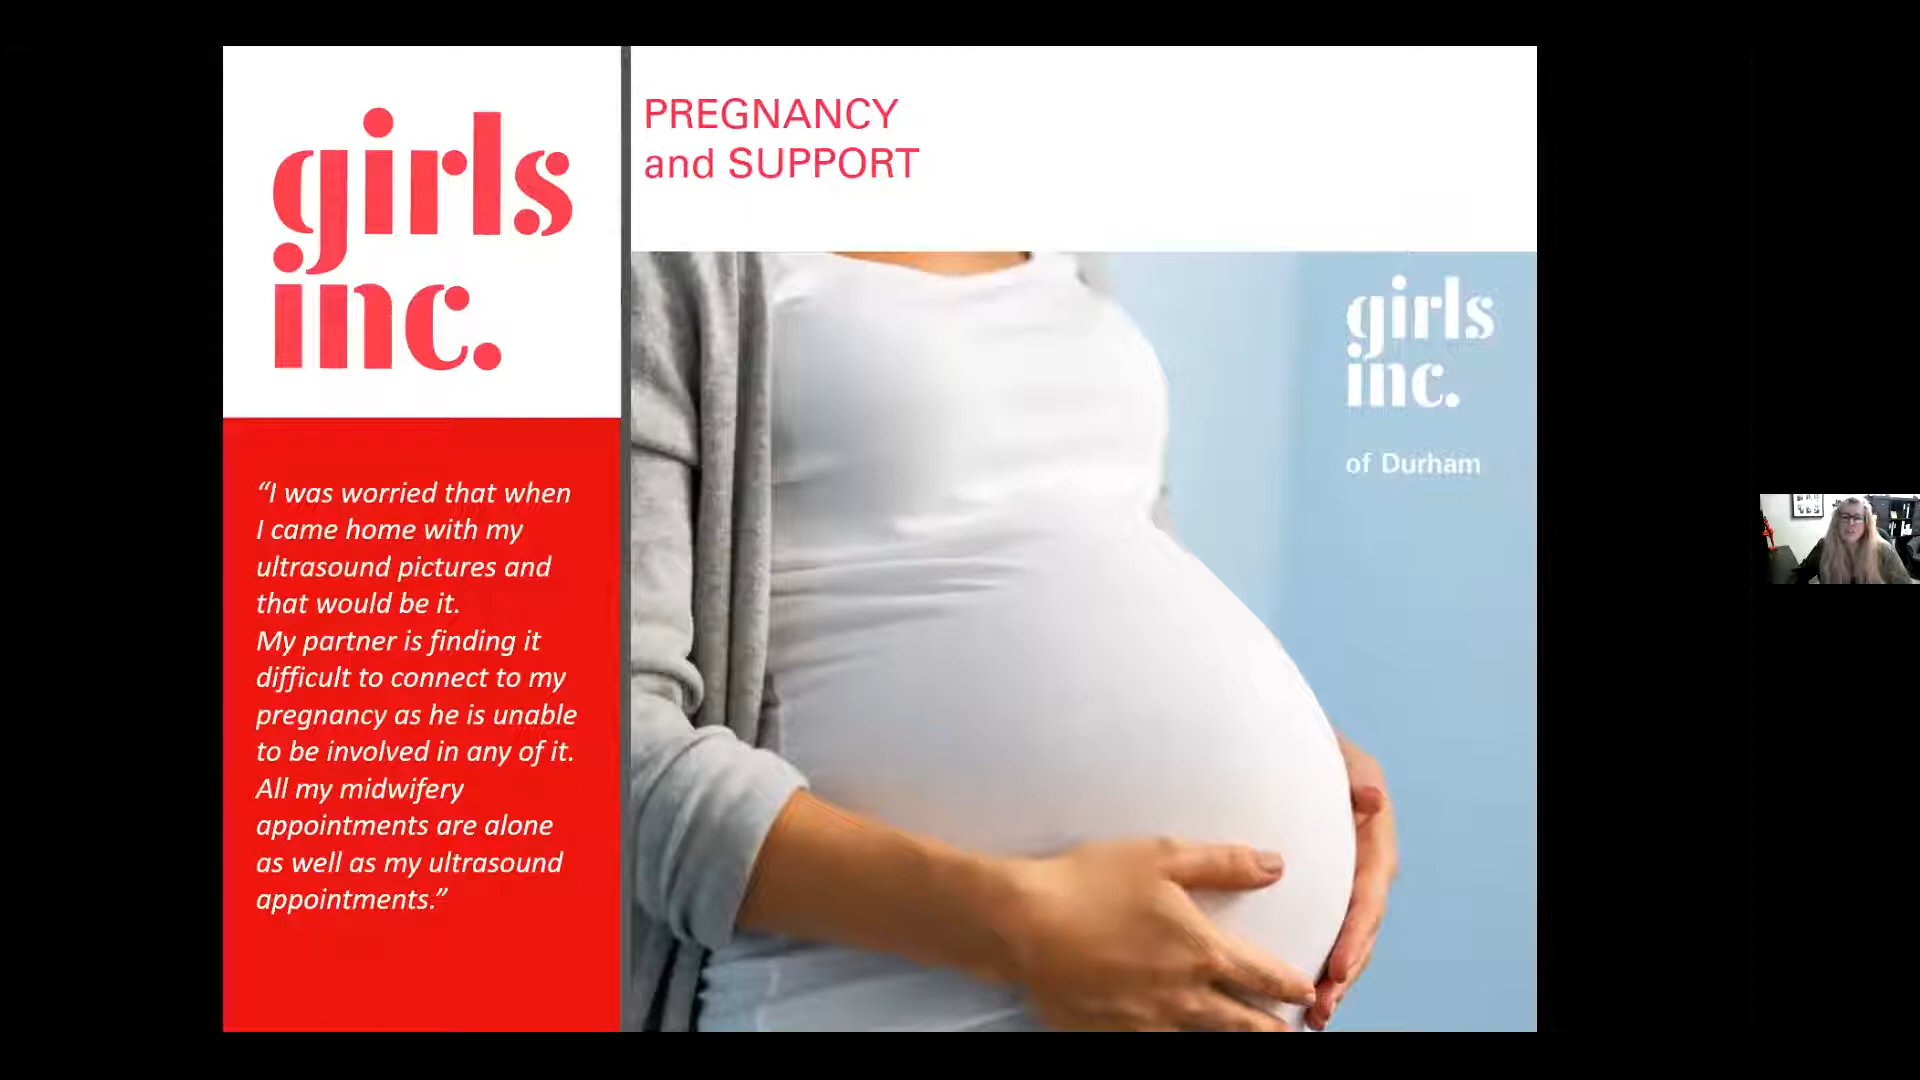 girls
inc.
PREGNANCY
and SUPPORT
girls
inc.
of Durham
“I was worried that when
I came home with my
ultrasound pictures and
that would be it.
My partner is finding it
difficult to connect to my
pregnancy as he is unable
to be involved in any of it.
All my midwifery
appointments are alone
as well as my ultrasound
appointments.”